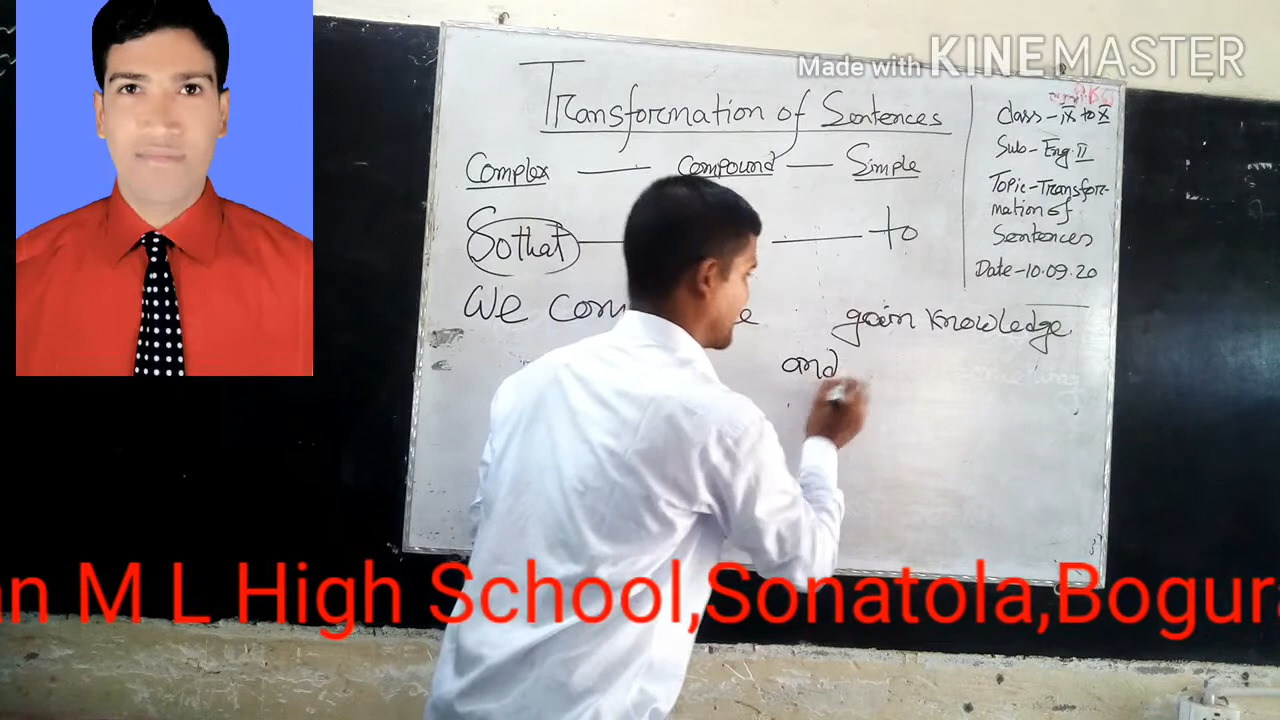 Made with KINEMASTER
Transformation of Sentences
Complex — Compound — Simple
So that — — to
We com e gain knowledge
and
Class - IX to X
Sub - Eng II
Topic - Transfor-
mation of
Sentences
Date - 10.09.20
an M L High School,Sonatola,Bogur